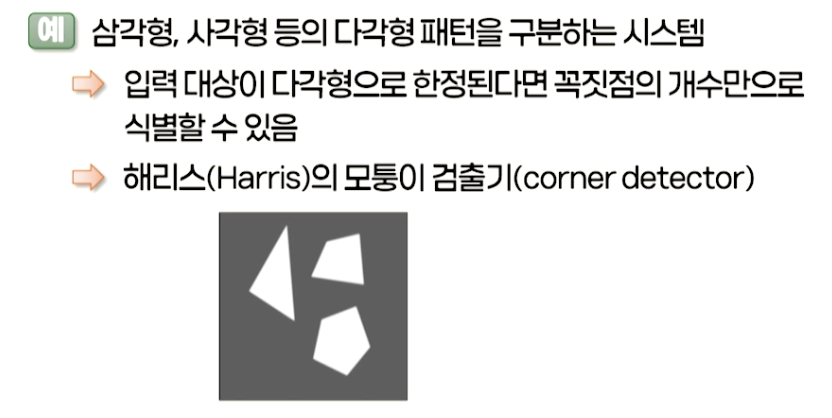 예 삼각형, 사각형 등의 다각형 패턴을 구분하는 시스템
입력 대상이 다각형으로 한정된다면 꼭짓점의 개수만으로
식별할 수 있음
해리스(Harris)의 모퉁이 검출기(corner detector)